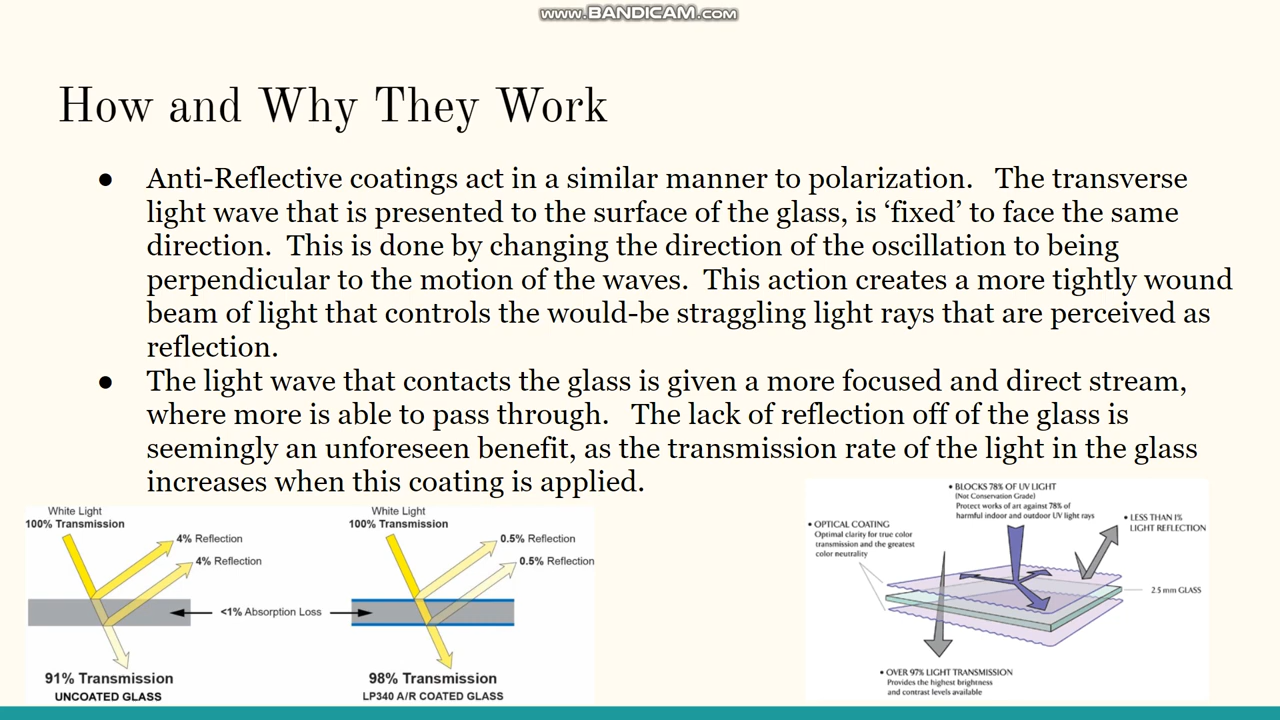 www.BANDICAM.com
How and Why They Work
● Anti-Reflective coatings act in a similar manner to polarization. The transverse
light wave that is presented to the surface of the glass, is ‘fixed’ to face the same
direction. This is done by changing the direction of the oscillation to being
perpendicular to the motion of the waves. This action creates a more tightly wound
beam of light that controls the would-be straggling light rays that are perceived as
reflection.
● The light wave that contacts the glass is given a more focused and direct stream,
where more is able to pass through. The lack of reflection off of the glass is
seemingly an unforeseen benefit, as the transmission rate of the light in the glass
increases when this coating is applied.
White Light
100% Transmission
4% Reflection
4% Reflection
<1% Absorption Loss
91% Transmission
UNCOATED GLASS
White Light
100% Transmission
0.5% Reflection
0.5% Reflection
98% Transmission
LP340 A/R COATED GLASS
• BLOCKS 78% OF UV LIGHT
(Not Conservation Grade)
Protect works of art against 78% of
harmful indoor and outdoor UV light rays
• OPTICAL COATING
Optimal clarity for true color
transmission and the greatest
color neutrality
• LESS THAN 1%
LIGHT REFLECTION
2.5 mm GLASS
• OVER 97% LIGHT TRANSMISSION
Provides the highest brightness
and contrast levels available